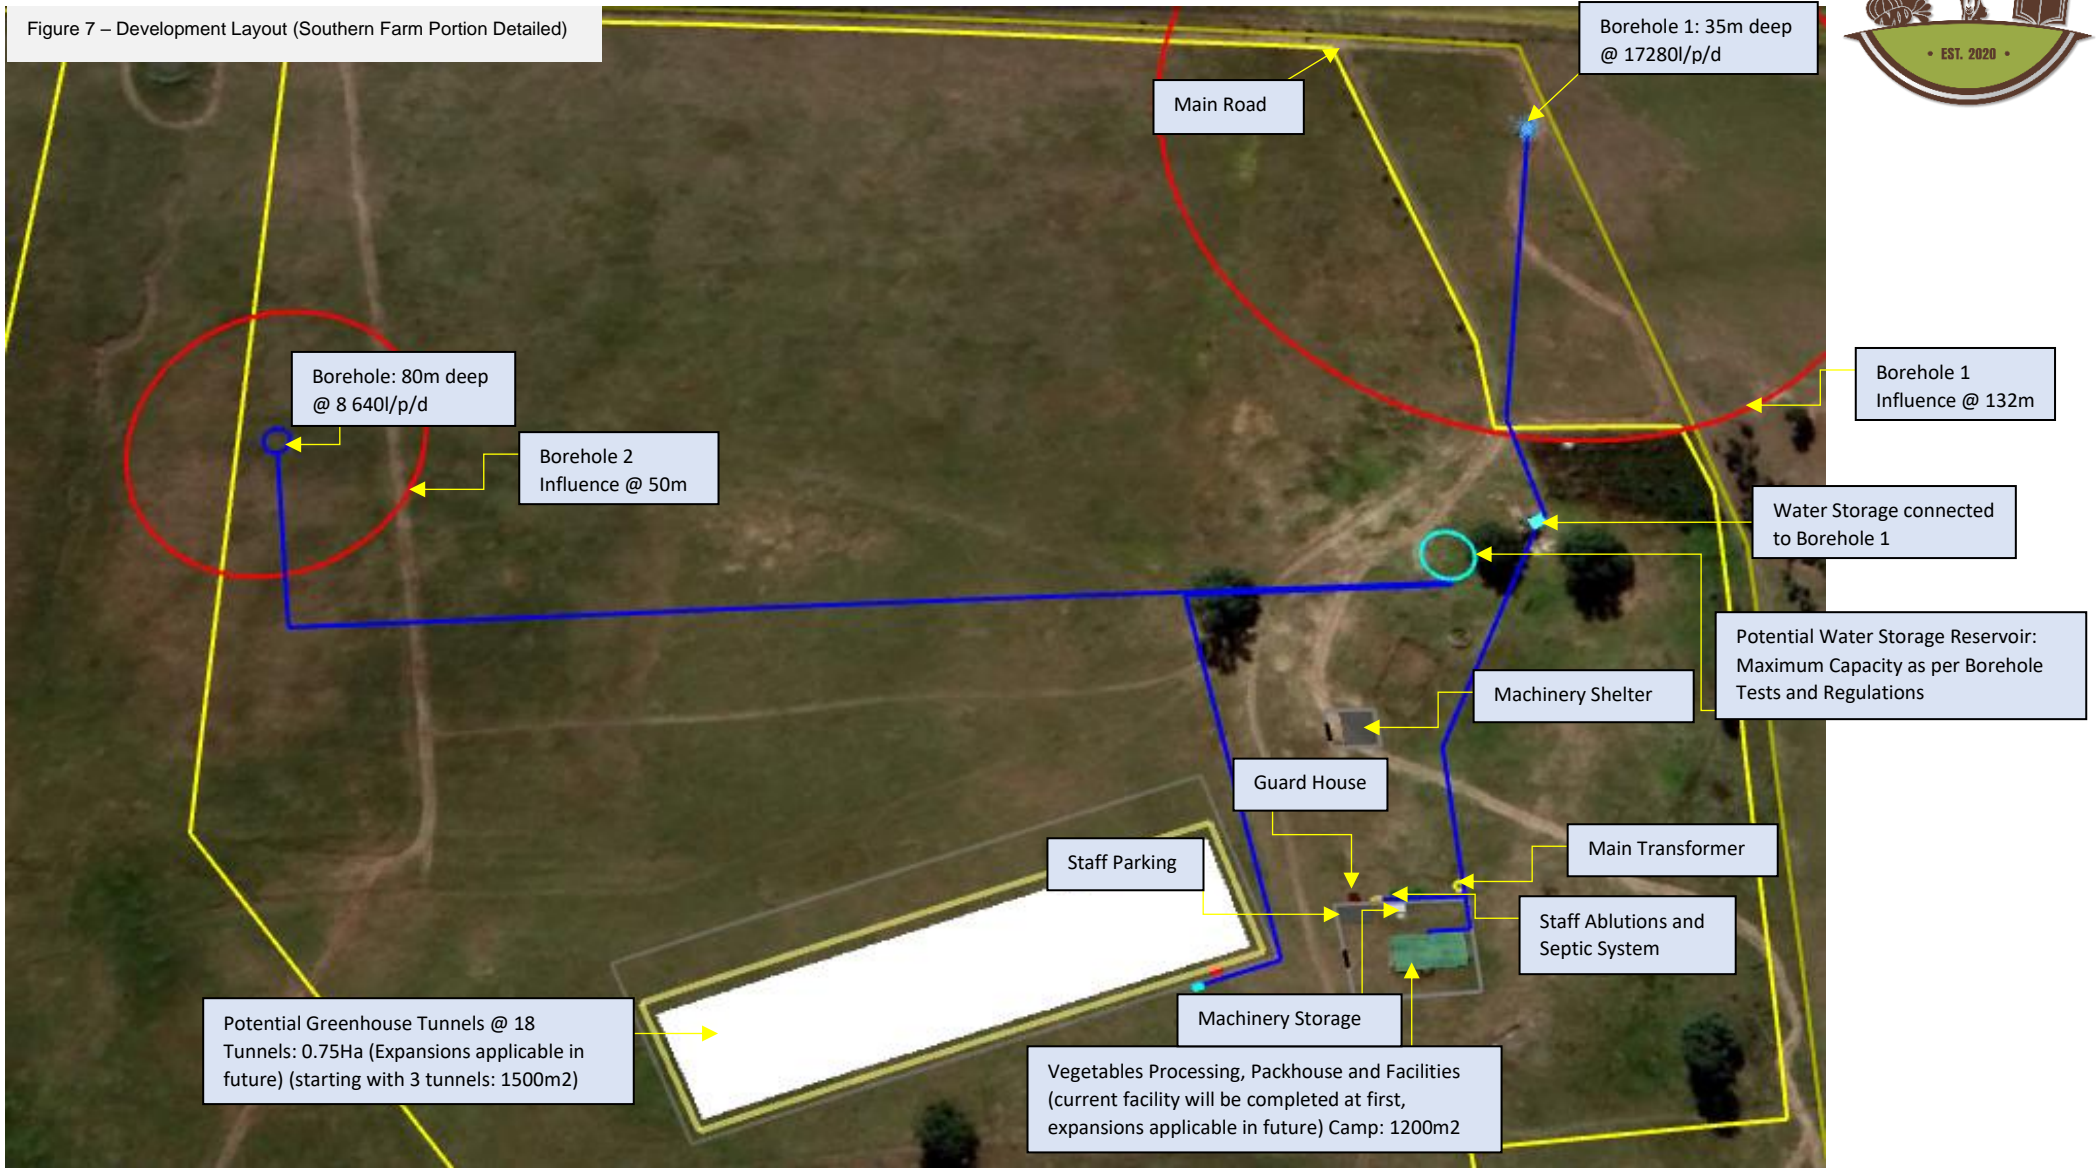 Figure 7 – Development Layout (Southern Farm Portion Detailed)
Borehole 1: 35m deep
@ 17280l/p/d
• EST. 2020 •
Main Road
Borehole: 80m deep
@ 8 640l/p/d
Borehole 1
Influence @ 132m
Borehole 2
Influence @ 50m
Water Storage connected
to Borehole 1
Potential Water Storage Reservoir:
Maximum Capacity as per Borehole
Tests and Regulations
Machinery Shelter
Guard House
Main Transformer
Staff Parking
Staff Ablutions and
Septic System
Potential Greenhouse Tunnels @ 18
Tunnels: 0.75Ha (Expansions applicable in
future) (starting with 3 tunnels: 1500m2)
Machinery Storage
Vegetables Processing, Packhouse and Facilities
(current facility will be completed at first,
expansions applicable in future) Camp: 1200m2